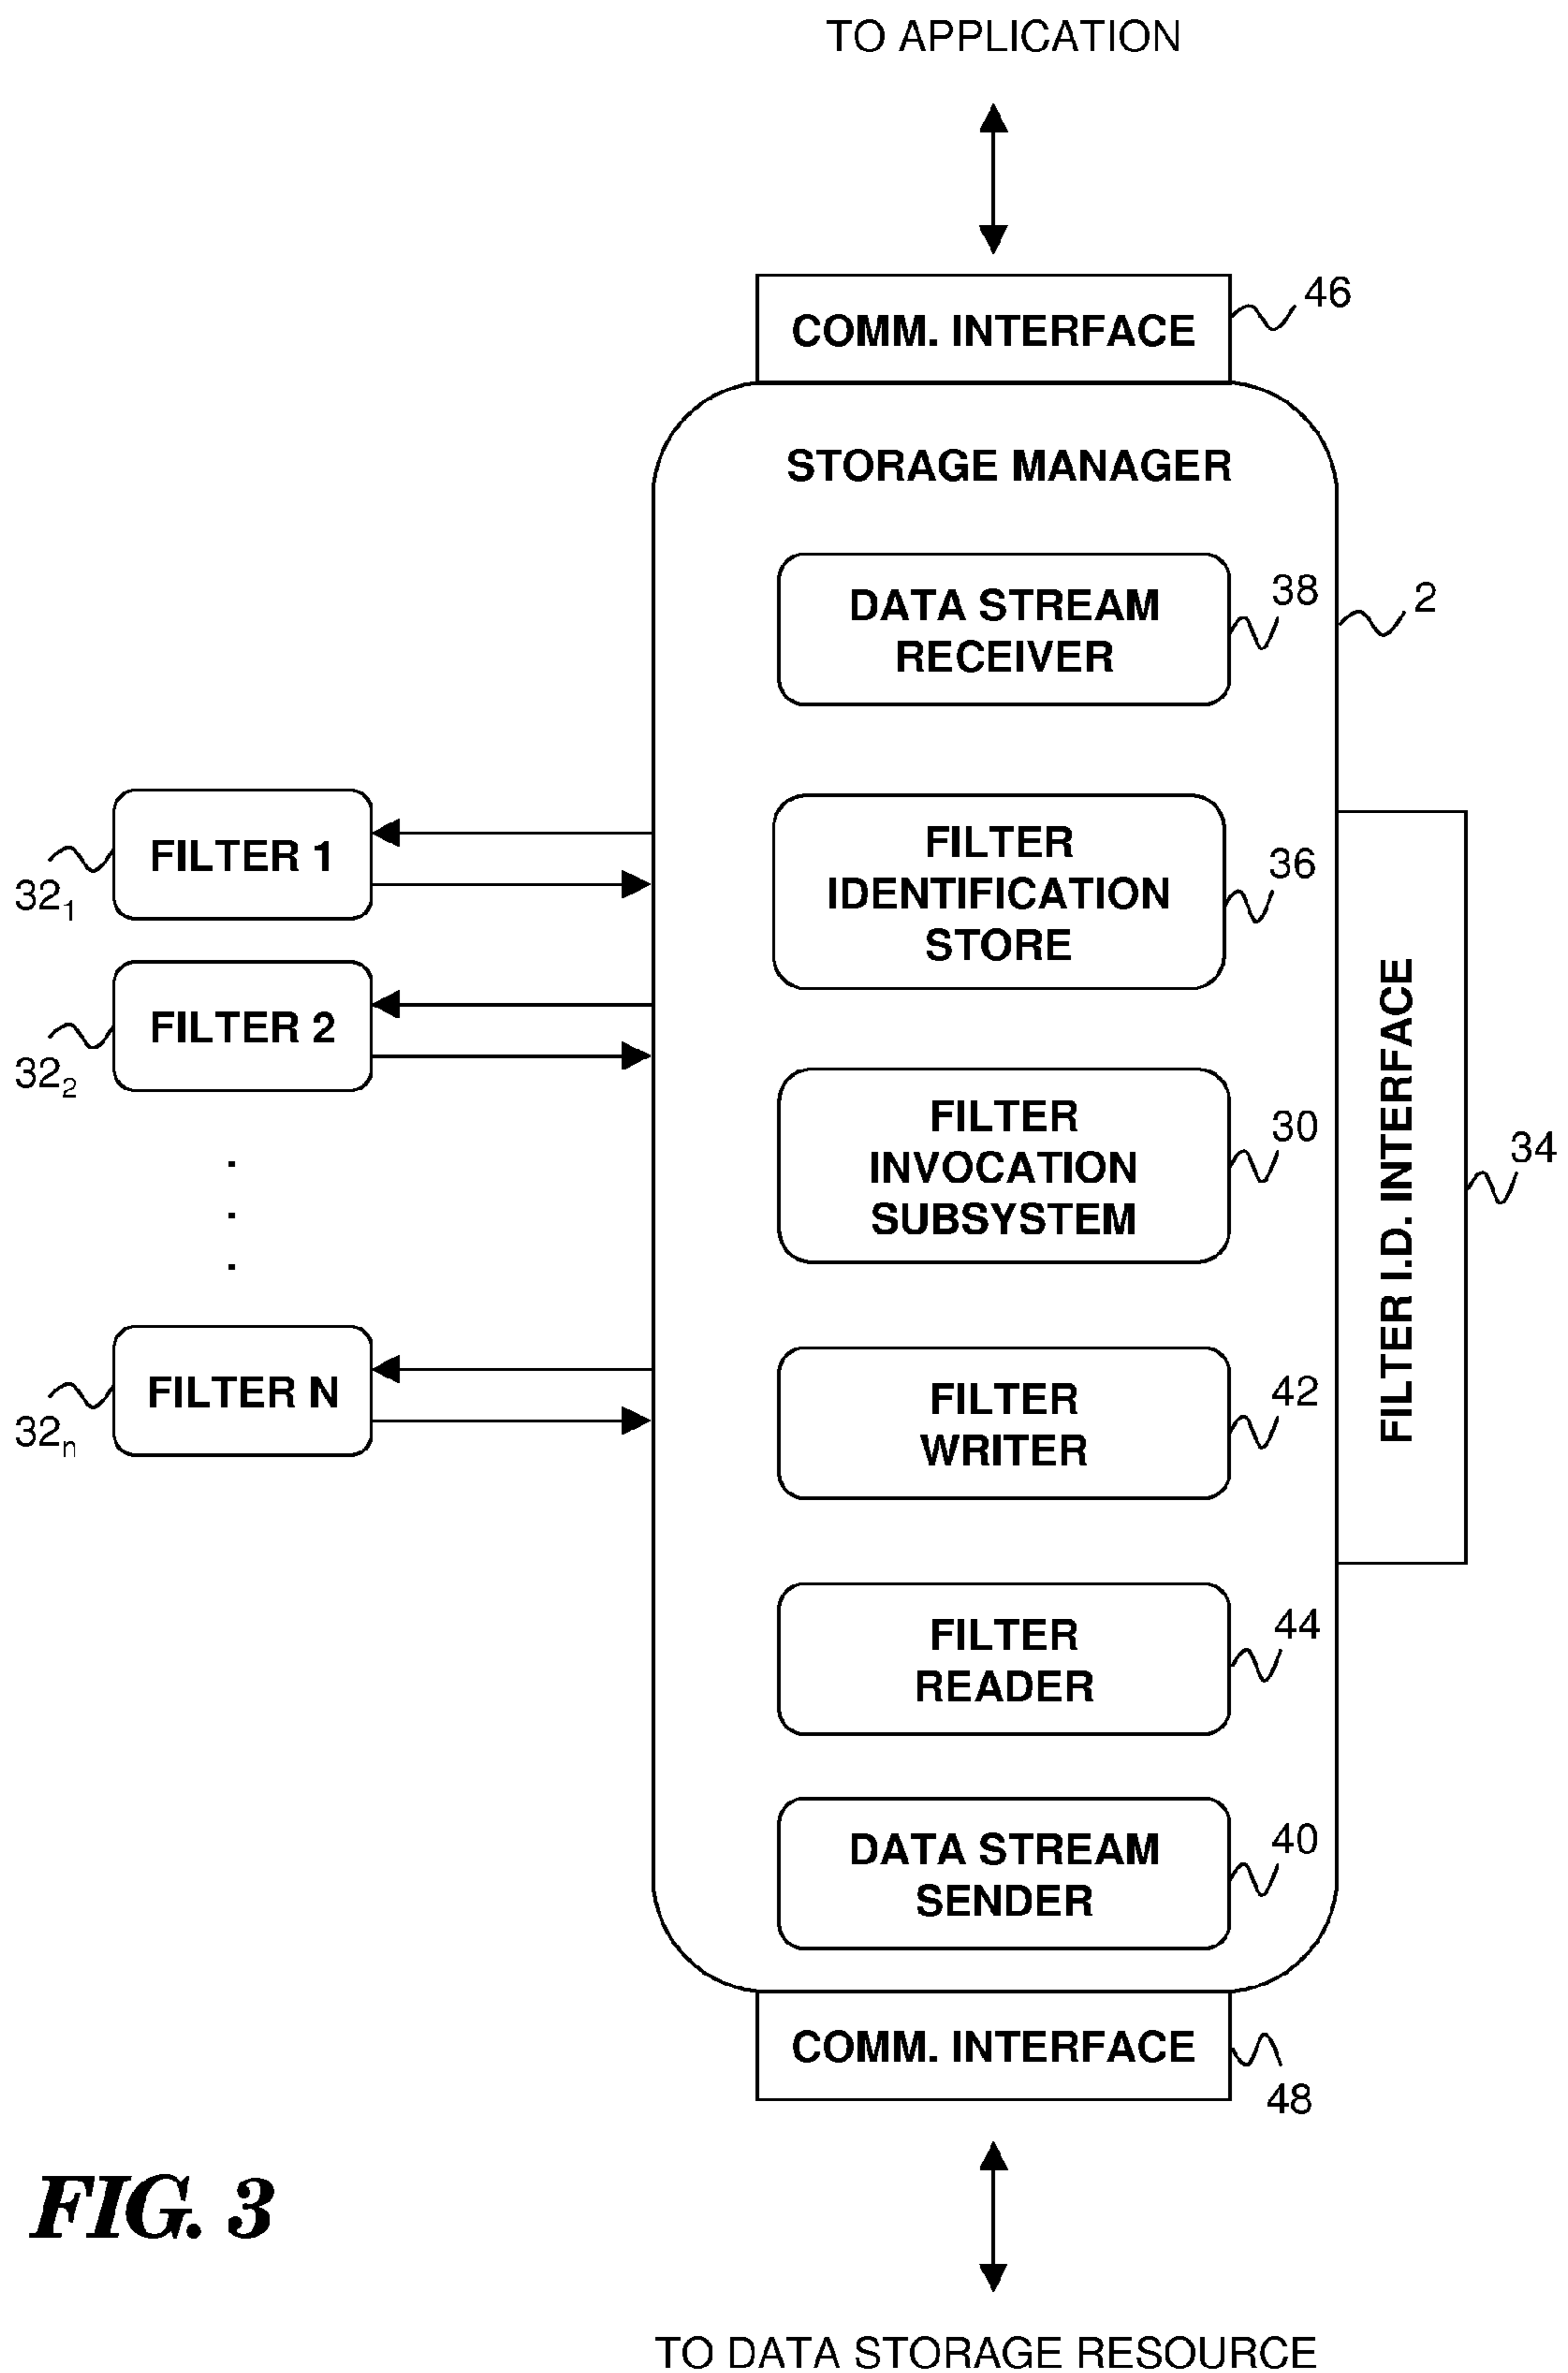 TO APPLICATION
COMM. INTERFACE
46
STORAGE MANAGER
DATA STREAM
RECEIVER
38
2
FILTER 1
32₁
FILTER
IDENTIFICATION
STORE
36
FILTER 2
32₂
FILTER
INVOCATION
SUBSYSTEM
30
FILTER I.D. INTERFACE
34
.
.
.
FILTER N
32ₙ
FILTER
WRITER
42
FILTER
READER
44
DATA STREAM
SENDER
40
COMM. INTERFACE
48
FIG. 3
TO DATA STORAGE RESOURCE